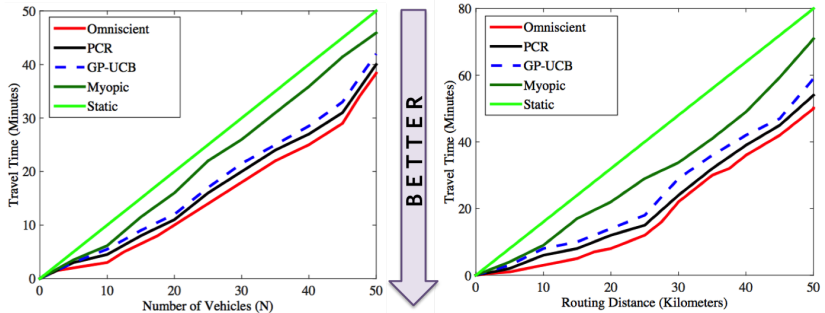 50
40
30
20
10
0
Travel Time (Minutes)
Omniscient
PCR
GP-UCB
Myopic
Static
0 10 20 30 40 50
Number of Vehicles (N)
BETTER
80
60
40
20
0
Travel Time (Minutes)
Omniscient
PCR
GP-UCB
Myopic
Static
0 10 20 30 40 50
Routing Distance (Kilometers)